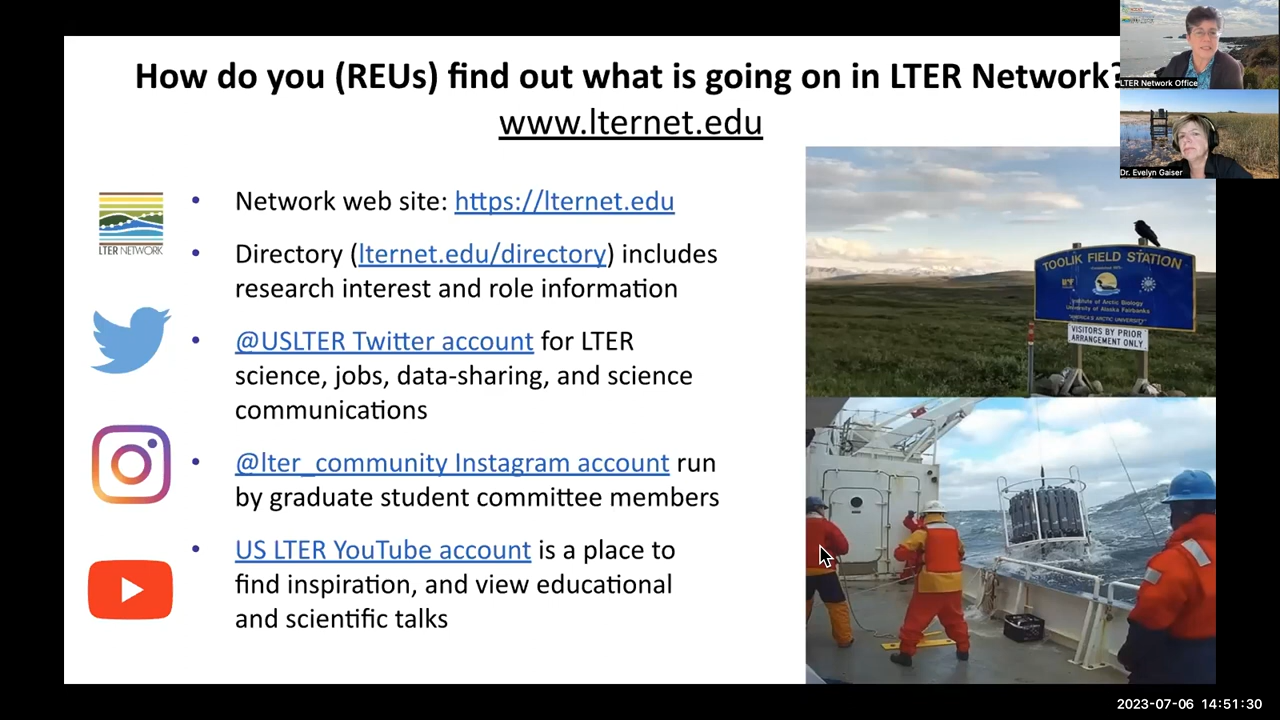 How do you (REUs) find out what is going on in LTER Network?
www.lternet.edu
LTER Network Office
Dr. Evelyn Gaiser
LTER NETWORK
• Network web site: https://lternet.edu
• Directory (lternet.edu/directory) includes
research interest and role information
• @USLTER Twitter account for LTER
science, jobs, data-sharing, and science
communications
• @lter_community Instagram account run
by graduate student committee members
• US LTER YouTube account is a place to
find inspiration, and view educational
and scientific talks
TOOLIK FIELD STATION
Institute of Arctic Biology
University of Alaska Fairbanks
"AMERICA'S ARCTIC UNIVERSITY"
VISITORS BY PRIOR
ARRANGEMENT ONLY
2023-07-06 14:51:30